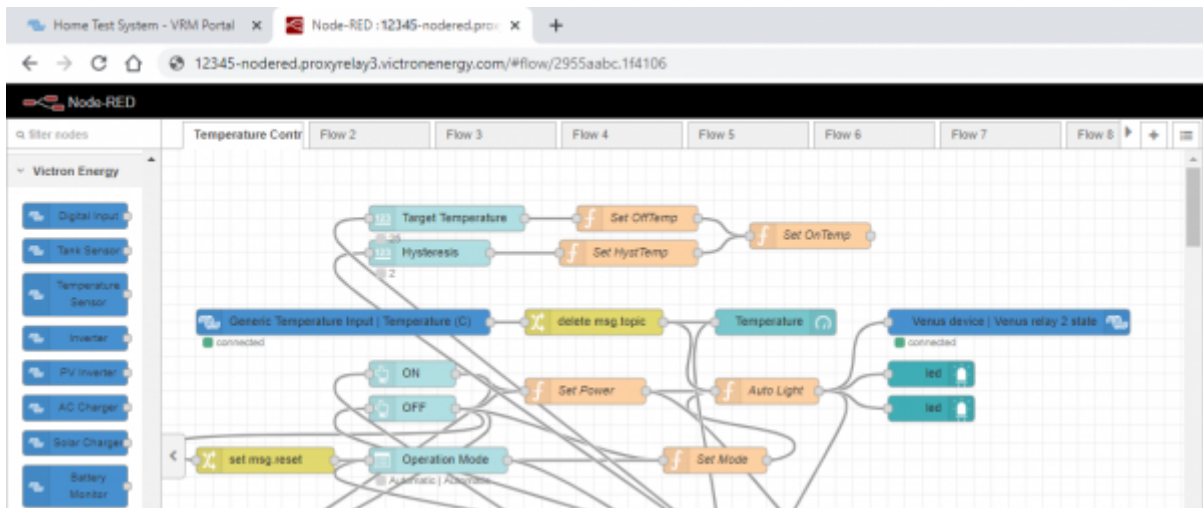 Home Test System - VRM Portal
Node-RED : 12345-nodered.prox
12345-nodered.proxyrelay3.victronenergy.com/#flow/2955aabc.1f4106
Node-RED
filter nodes
Temperature Contr
Flow 2
Flow 3
Flow 4
Flow 5
Flow 6
Flow 7
Flow 8
Victron Energy
Digital Input
Tank Sensor
Temperature
Sensor
Inverter
PV Inverter
AC Charger
Solar Charger
Battery
Monitor
123
Target Temperature
25
Set OffTemp
Set OnTemp
123
Hysteresis
2
Set HystTemp
Generic Temperature Input | Temperature (C)
connected
delete msg.topic
Temperature
Venus device | Venus relay 2 state
connected
ON
Set Power
Auto Light
led
OFF
led
set msg.reset
Operation Mode
Automatic | Automatic
Set Mode